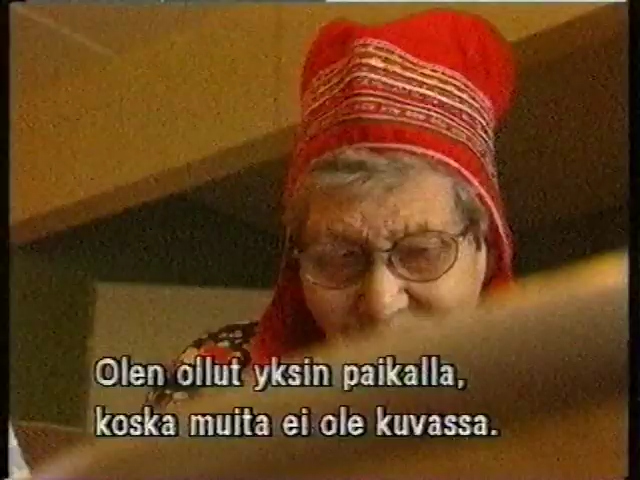 Olen ollut yksin paikalla,
koska muita ei ole kuvassa.